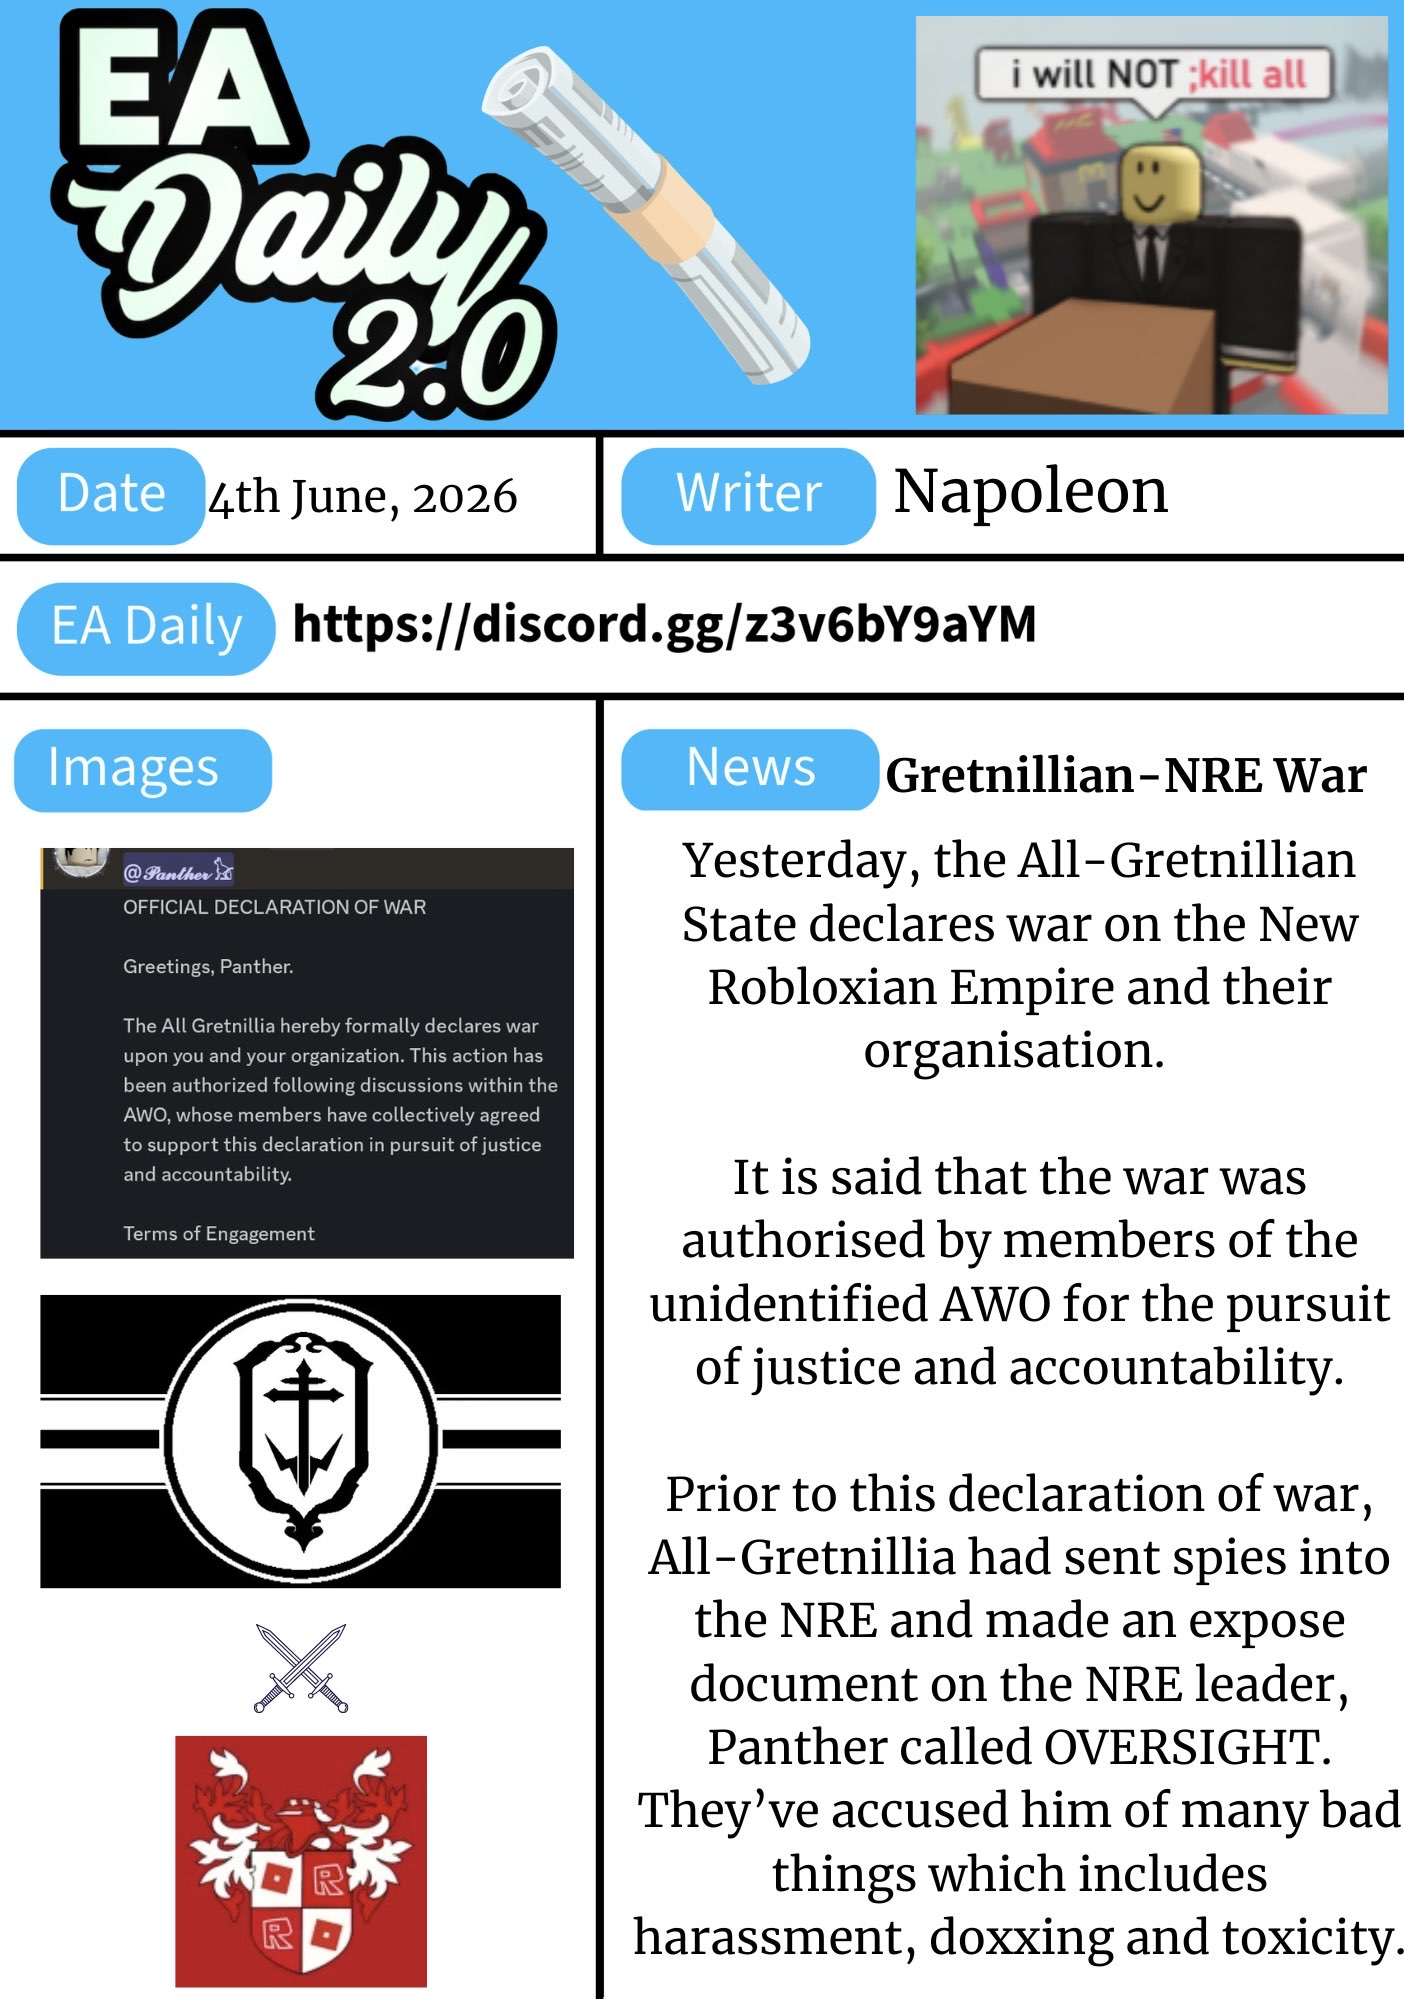 EA
Daily
2.0
i will NOT ;kill all
Date 4th June, 2026
Writer Napoleon
EA Daily https://discord.gg/z3v6bY9aYM
Images
@𝓟𝓪𝓷𝓽𝓱𝓮𝓻
OFFICIAL DECLARATION OF WAR
Greetings, Panther.
The All Gretnillia hereby formally declares war
upon you and your organization. This action has
been authorized following discussions within the
AWO, whose members have collectively agreed
to support this declaration in pursuit of justice
and accountability.
Terms of Engagement
R
R
News Gretnillian-NRE War
Yesterday, the All-Gretnillian
State declares war on the New
Robloxian Empire and their
organisation.
It is said that the war was
authorised by members of the
unidentified AWO for the pursuit
of justice and accountability.
Prior to this declaration of war,
All-Gretnillia had sent spies into
the NRE and made an expose
document on the NRE leader,
Panther called OVERSIGHT.
They’ve accused him of many bad
things which includes
harassment, doxxing and toxicity.